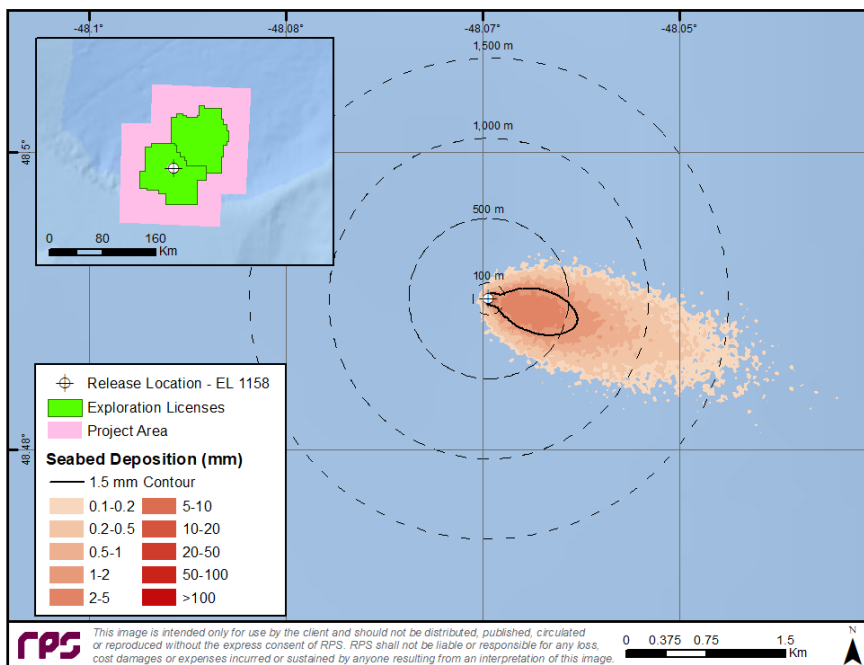 -48.1°
-48.08°
-48.07°
-48.05°
1,500 m
1,000 m
500 m
100 m
48.5°
48.48°
0 80 160
Km
Release Location - EL 1158
Exploration Licenses
Project Area
Seabed Deposition (mm)
1.5 mm Contour
0.1-0.2
0.2-0.5
0.5-1
1-2
2-5
5-10
10-20
20-50
50-100
>100
rps
This image is intended only for use by the client and should not be distributed, published, circulated
or reproduced without the express consent of RPS. RPS shall not be liable or responsible for any loss,
cost damages or expenses incurred or sustained by anyone resulting from an interpretation of this image.
0 0.375 0.75 1.5
Km
N